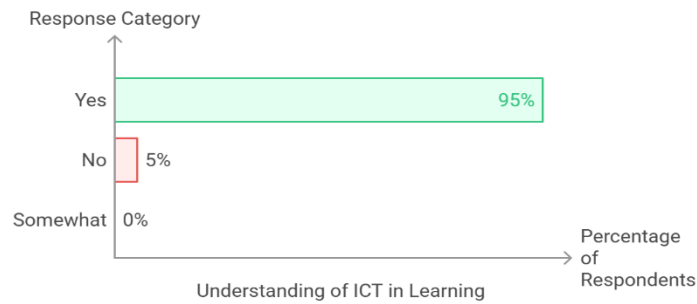 Response Category
Yes
95%
No
5%
Somewhat
0%
Percentage
of
Respondents
Understanding of ICT in Learning